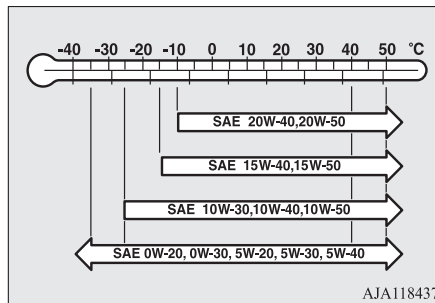 -40 -30 -20 -10 0 10 20 30 40 50 °C
SAE 20W-40,20W-50
SAE 15W-40,15W-50
SAE 10W-30,10W-40,10W-50
SAE 0W-20, 0W-30, 5W-20, 5W-30, 5W-40
AJA118437